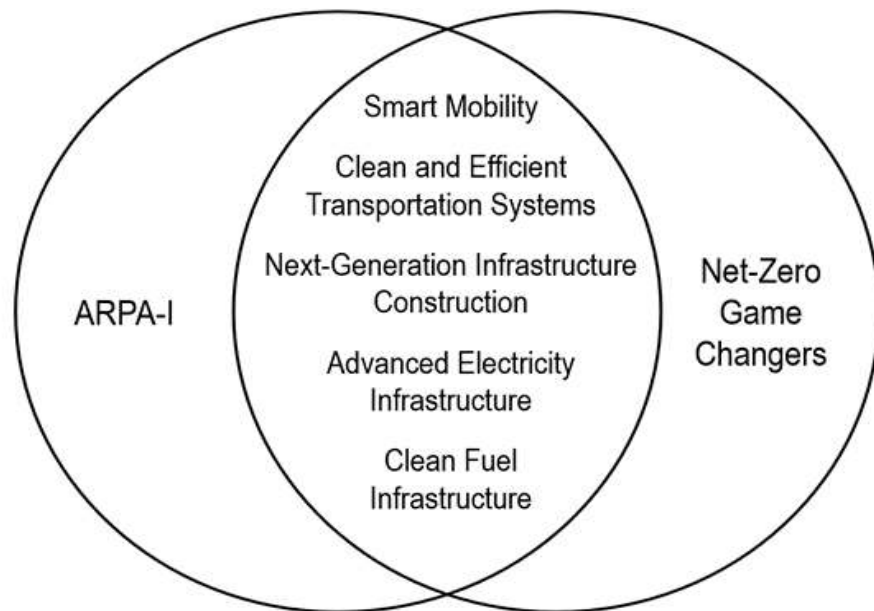 Smart Mobility
Clean and Efficient
Transportation Systems
Next-Generation Infrastructure
Construction
ARPA-I
Net-Zero
Game
Changers
Advanced Electricity
Infrastructure
Clean Fuel
Infrastructure